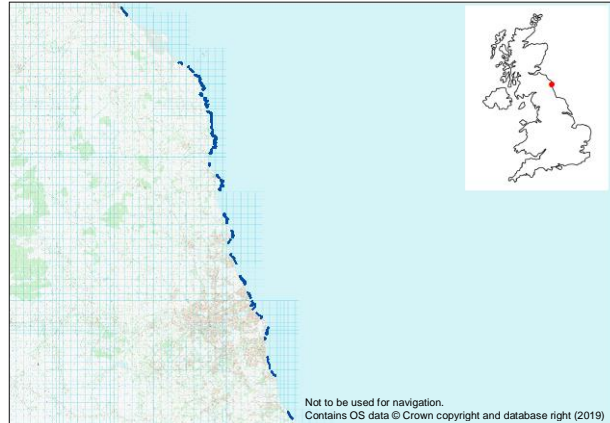 Not to be used for navigation.
Contains OS data © Crown copyright and database right (2019)